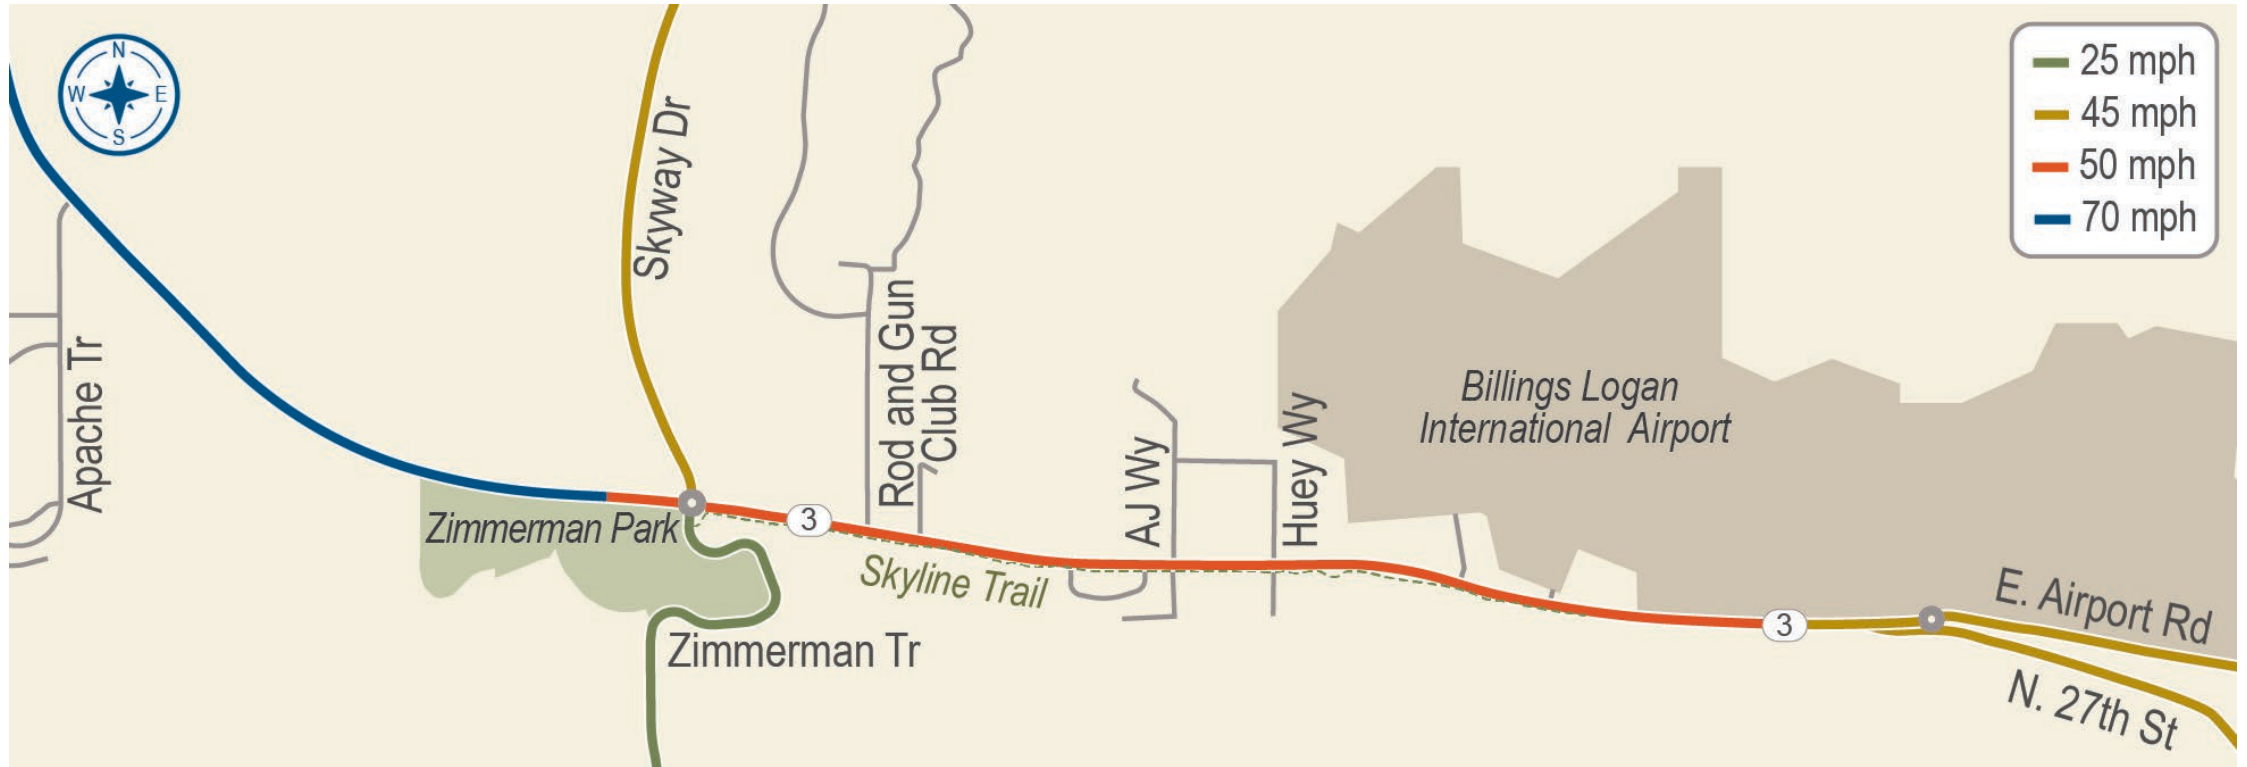 N
W
E
S
25 mph
45 mph
50 mph
70 mph
Skyway Dr
Apache Tr
Rod and Gun
Club Rd
Billings Logan
International Airport
AJ Wy
Huey Wy
Zimmerman Park
3
Skyline Trail
Zimmerman Tr
3
E. Airport Rd
N. 27th St